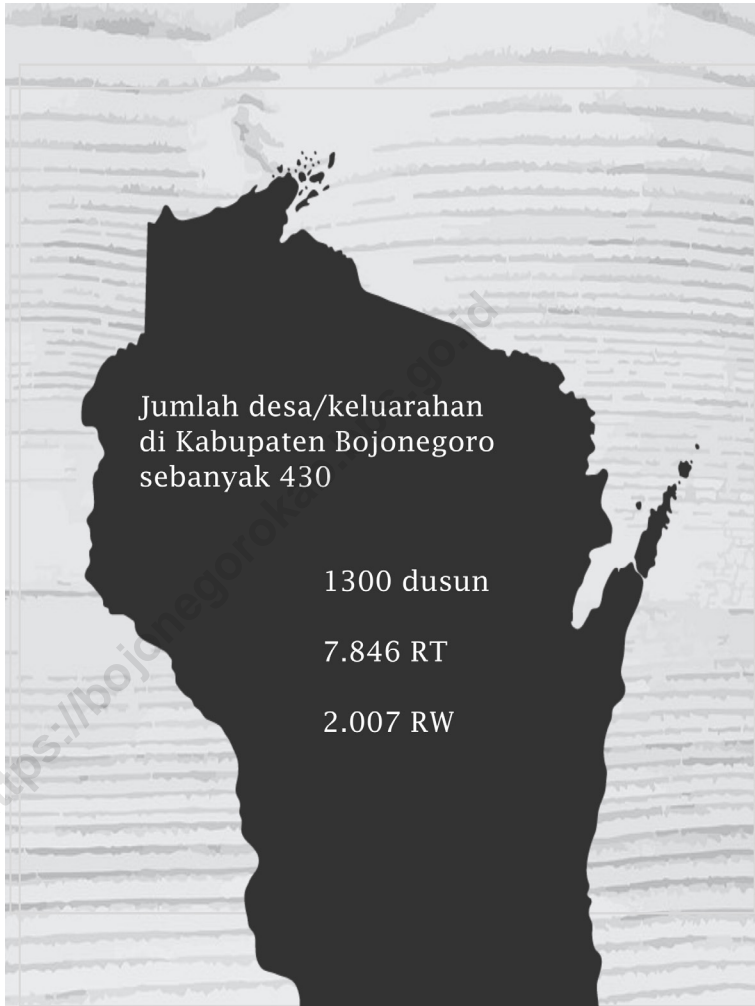 Jumlah desa/keluarahan
di Kabupaten Bojonegoro
sebanyak 430
1300 dusun
7.846 RT
2.007 RW